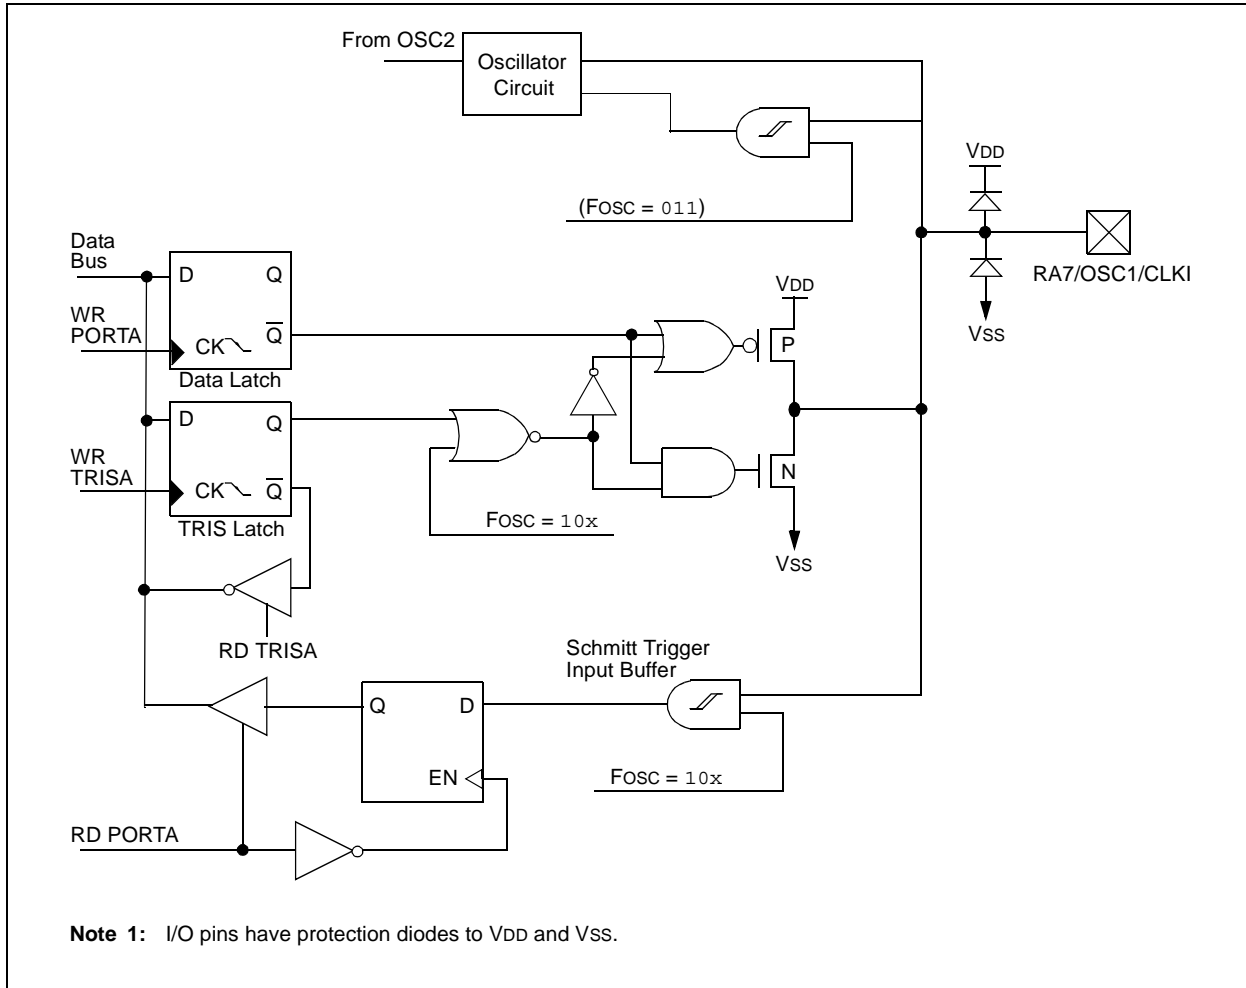 From OSC2
Oscillator
Circuit
VDD
(FOSC = 011)
RA7/OSC1/CLKI
VSS
Data
Bus
D
Q
WR
PORTA
CK
Q̅
Data Latch
VDD
P
D
Q
WR
TRISA
CK
Q̅
TRIS Latch
FOSC = 10x
N
VSS
RD TRISA
Schmitt Trigger
Input Buffer
Q
D
EN
FOSC = 10x
RD PORTA
Note 1: I/O pins have protection diodes to VDD and VSS.